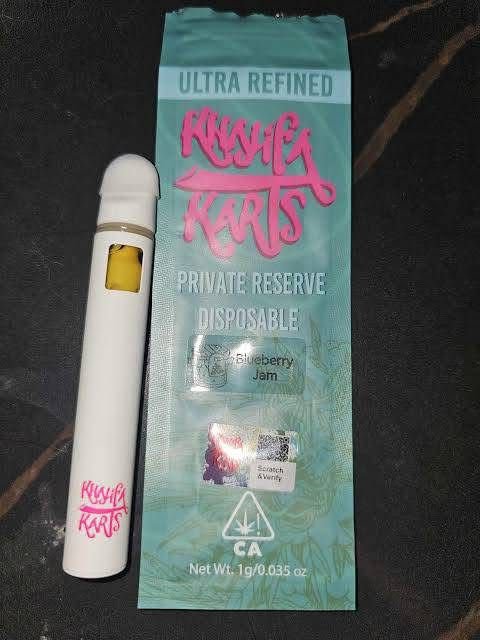 ULTRA REFINED
KHALIFA
KARTS
PRIVATE RESERVE
DISPOSABLE
Blueberry
Jam
Scratch
&Verify
CA
Net Wt. 1g/0.035 oz
KHALIFA
KARTS